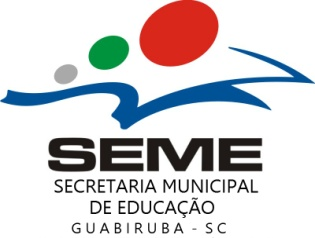 SEME
SECRETARIA MUNICIPAL
DE EDUCAÇÃO
GUABIRUBA - SC